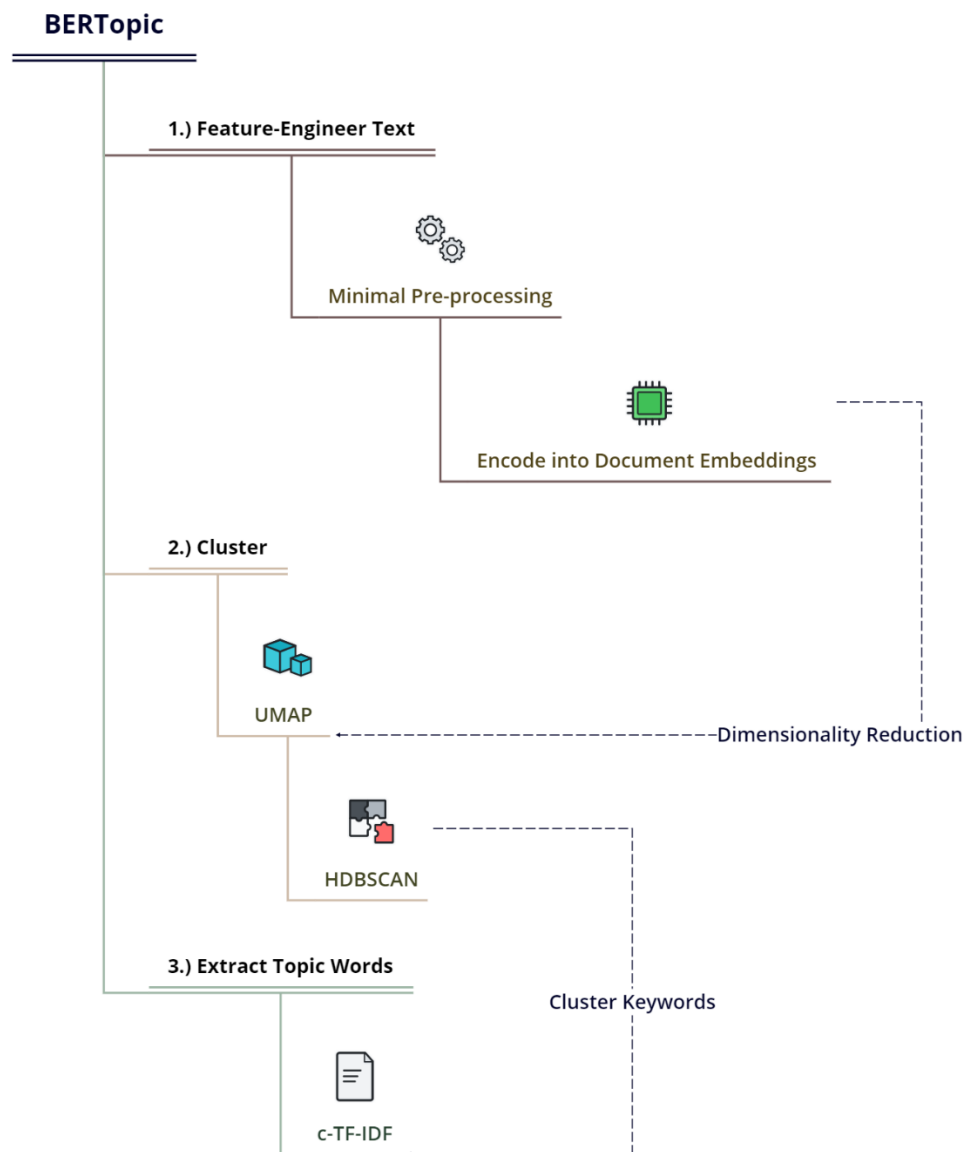 BERTopic
1.) Feature-Engineer Text
Minimal Pre-processing
Encode into Document Embeddings
2.) Cluster
UMAP
Dimensionality Reduction
HDBSCAN
3.) Extract Topic Words
Cluster Keywords
c-TF-IDF